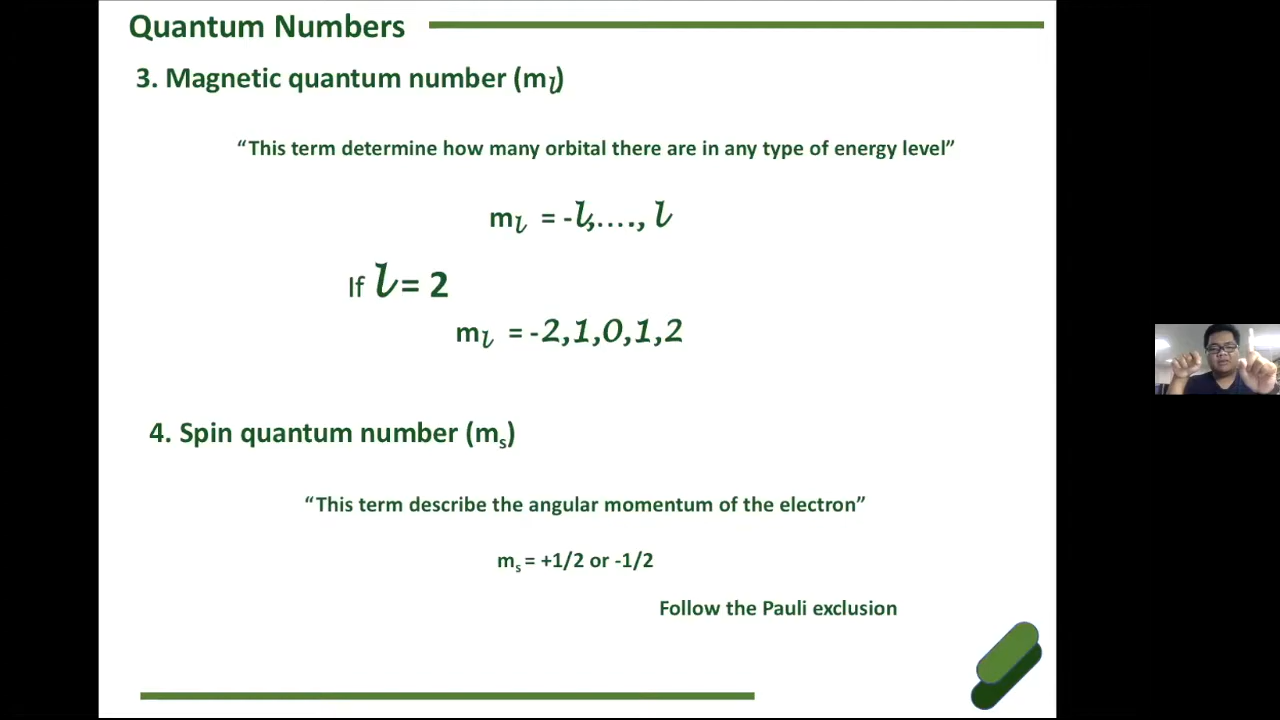 Quantum Numbers
3. Magnetic quantum number (ml)
“This term determine how many orbital there are in any type of energy level”
ml = -l,...., l
If l = 2
ml = -2,1,0,1,2
4. Spin quantum number (ms)
“This term describe the angular momentum of the electron”
ms = +1/2 or -1/2
Follow the Pauli exclusion